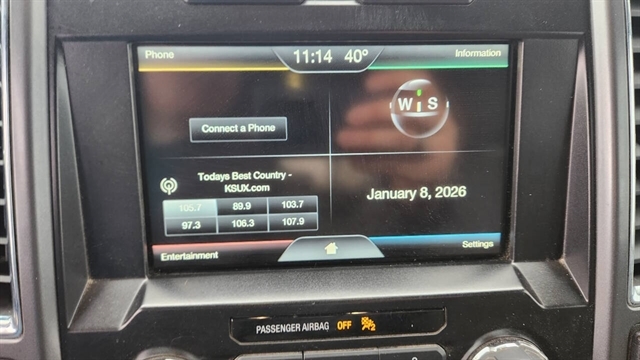 Phone
11:14 40°
Information
W i S
Connect a Phone
Todays Best Country -
KSUX.com
105.7 89.9 103.7
97.3 106.3 107.9
January 8, 2026
Entertainment
Settings
PASSENGER AIRBAG OFF 2